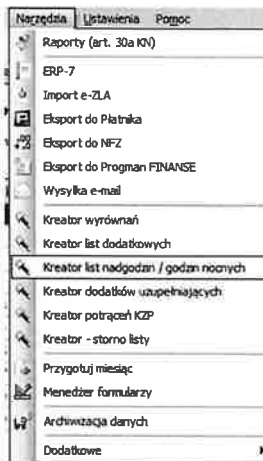 Narzędzia Ustawienia Pomoc
Raporty (art. 30a KN)
ERP-7
Import e-ZLA
Eksport do Płatnika
Eksport do NFZ
Eksport do Progman FINANSE
Wysyłka e-mail
Kreator wyrównań
Kreator list dodatkowych
Kreator list nadgodzin / godzin nocnych
Kreator dodatków uzupełniających
Kreator potrąceń KZP
Kreator - storno listy
Przygotuj miesiąc
Menedżer formularzy
Archiwizacja danych
Dodatkowe